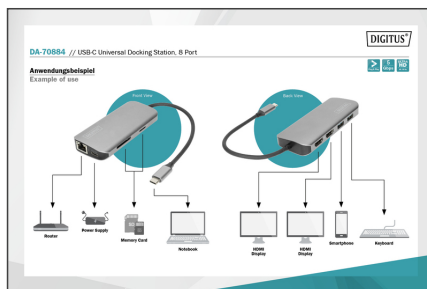 DIGITUS®
DA-70884 // USB-C Universal Docking Station, 8 Port
Anwendungsbeispiel
Example of use
Front View
Back View
Router
Power Supply
Memory Card
Notebook
HDMI
Display
HDMI
Display
Smartphone
Keyboard